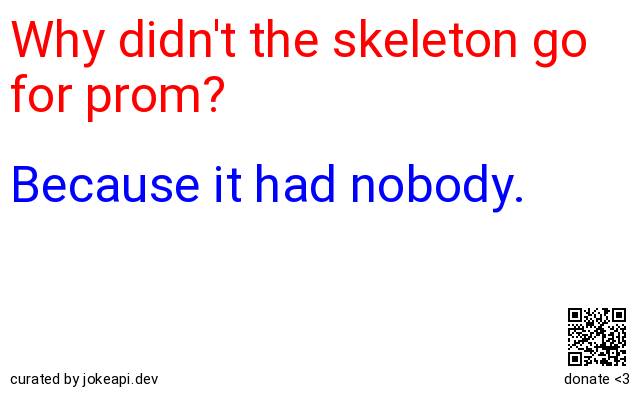 Why didn't the skeleton go
for prom?
Because it had nobody.
curated by jokeapi.dev
donate <3